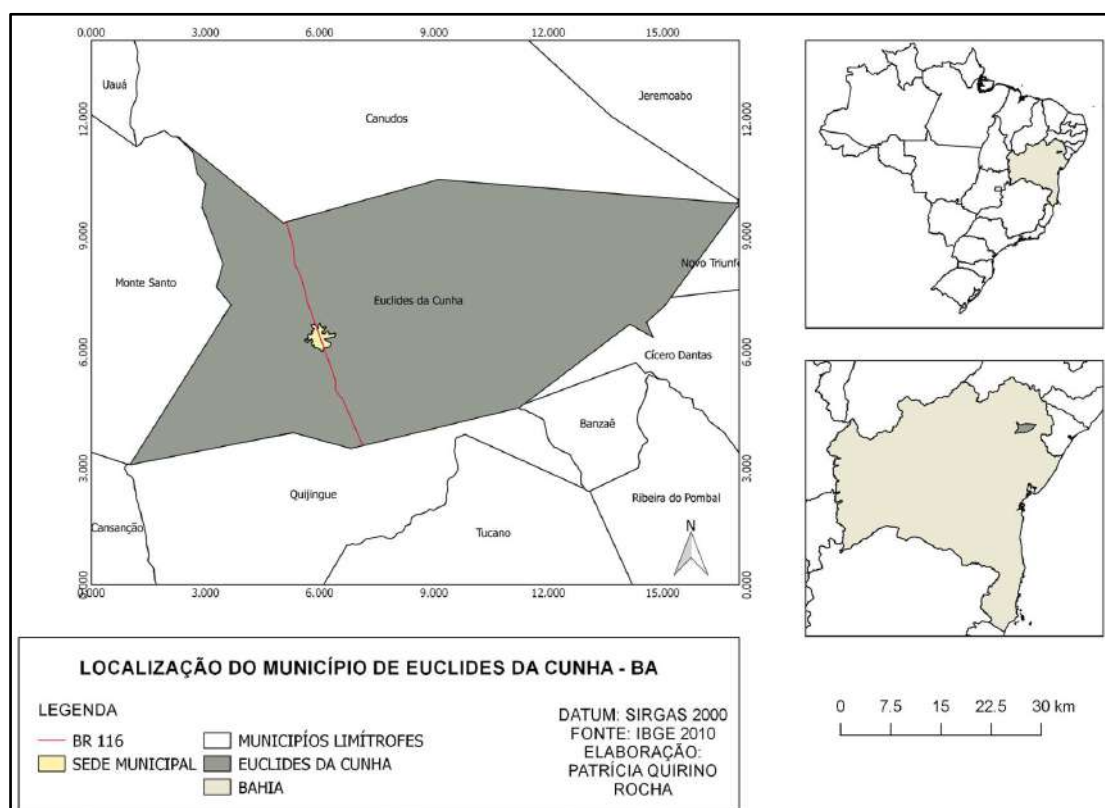 0.000 3.000 6.000 9.000 12.000 15.000
12.000
9.000
6.000
3.000
0.000
12.000
9.000
6.000
3.000
0.000
Uauá
Canudos
Jeremoabo
Monte Santo
Euclides da Cunha
Novo Triunfo
Cícero Dantas
Banzaê
Quijingue
Ribeira do Pombal
Cansanção
Tucano
N
0.000 3.000 6.000 9.000 12.000 15.000
LOCALIZAÇÃO DO MUNICÍPIO DE EUCLIDES DA CUNHA - BA
LEGENDA
BR 116
SEDE MUNICIPAL
MUNICIPÍOS LIMÍTROFES
EUCLIDES DA CUNHA
BAHIA
DATUM: SIRGAS 2000
FONTE: IBGE 2010
ELABORAÇÃO:
PATRÍCIA QUIRINO
ROCHA
0 7.5 15 22.5 30 km